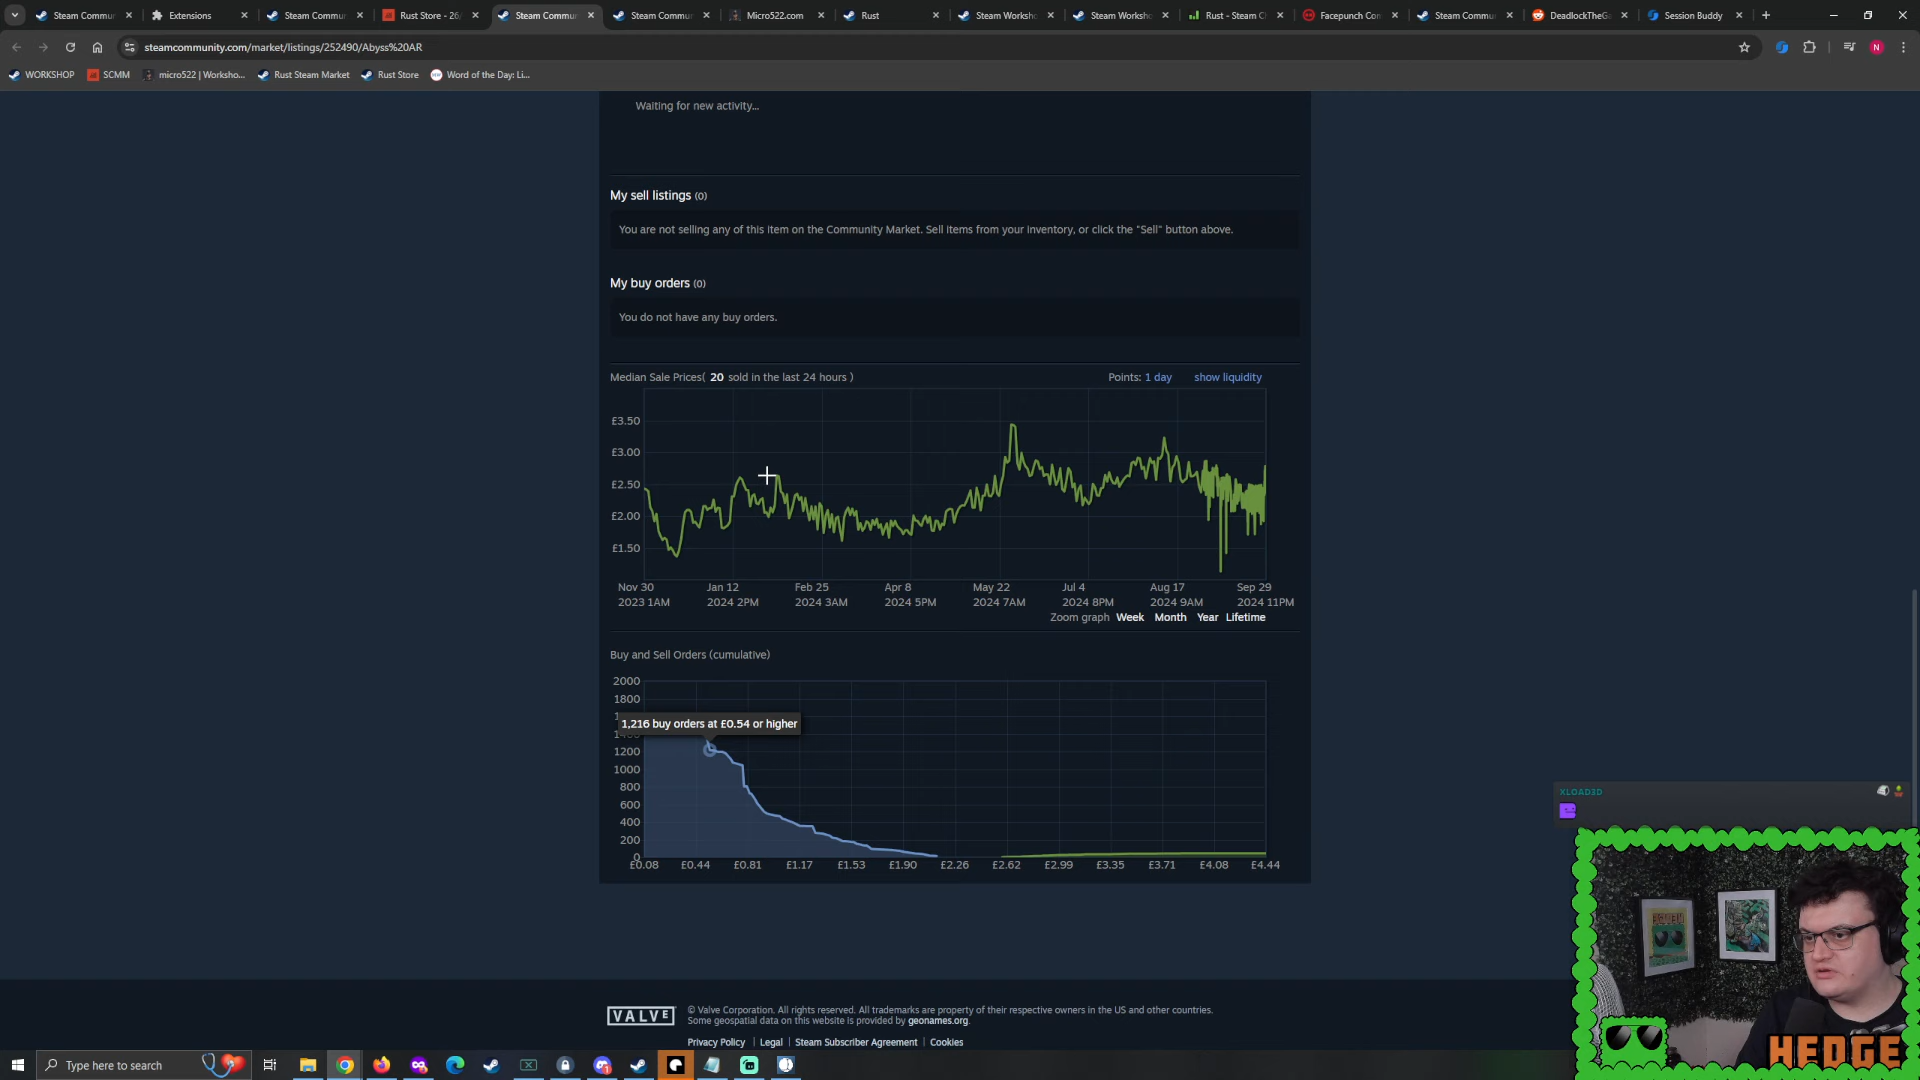 Steam Commun
Extensions
Steam Commun
Rust Store - 26,
Steam Commun
Steam Commun
Micro522.com
Rust
Steam Worksho
Steam Worksho
Rust - Steam Ch
Facepunch Com
Steam Commun
DeadlockTheGa
Session Buddy
steamcommunity.com/market/listings/252490/Abyss%20AR
N
WORKSHOP
SCMM
micro522 | Worksho...
Rust Steam Market
Rust Store
Word of the Day: Li...
Waiting for new activity...
My sell listings (0)
You are not selling any of this item on the Community Market. Sell items from your inventory, or click the "Sell" button above.
My buy orders (0)
You do not have any buy orders.
Median Sale Prices( 20 sold in the last 24 hours )
Points: 1 day
show liquidity
£3.50
£3.00
£2.50
£2.00
£1.50
Nov 30 Jan 12 Feb 25 Apr 8 May 22 Jul 4 Aug 17 Sep 29
2023 1AM 2024 2PM 2024 3AM 2024 5PM 2024 7AM 2024 8PM 2024 9AM 2024 11PM
Zoom graph Week Month Year Lifetime
Buy and Sell Orders (cumulative)
2000
1800
1,216 buy orders at £0.54 or higher
1200
1000
800
600
400
200
0
£0.08 £0.44 £0.81 £1.17 £1.53 £1.90 £2.26 £2.62 £2.99 £3.35 £3.71 £4.08 £4.44
XLOAD3D
VALVE
© Valve Corporation. All rights reserved. All trademarks are property of their respective owners in the US and other countries.
Some geospatial data on this website is provided by geonames.org.
Privacy Policy | Legal | Steam Subscriber Agreement | Cookies
HEDGE
Type here to search